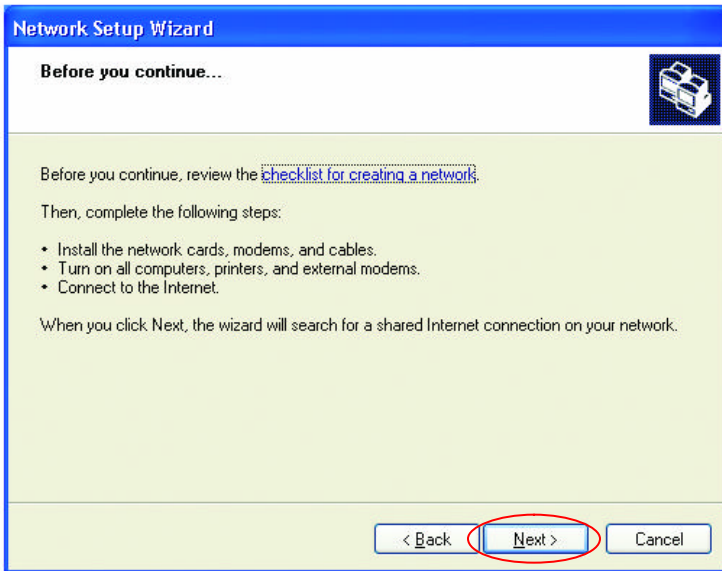 Network Setup Wizard
Before you continue...
Before you continue, review the checklist for creating a network.
Then, complete the following steps:
• Install the network cards, modems, and cables.
• Turn on all computers, printers, and external modems.
• Connect to the Internet.
When you click Next, the wizard will search for a shared Internet connection on your network.
< Back Next > Cancel